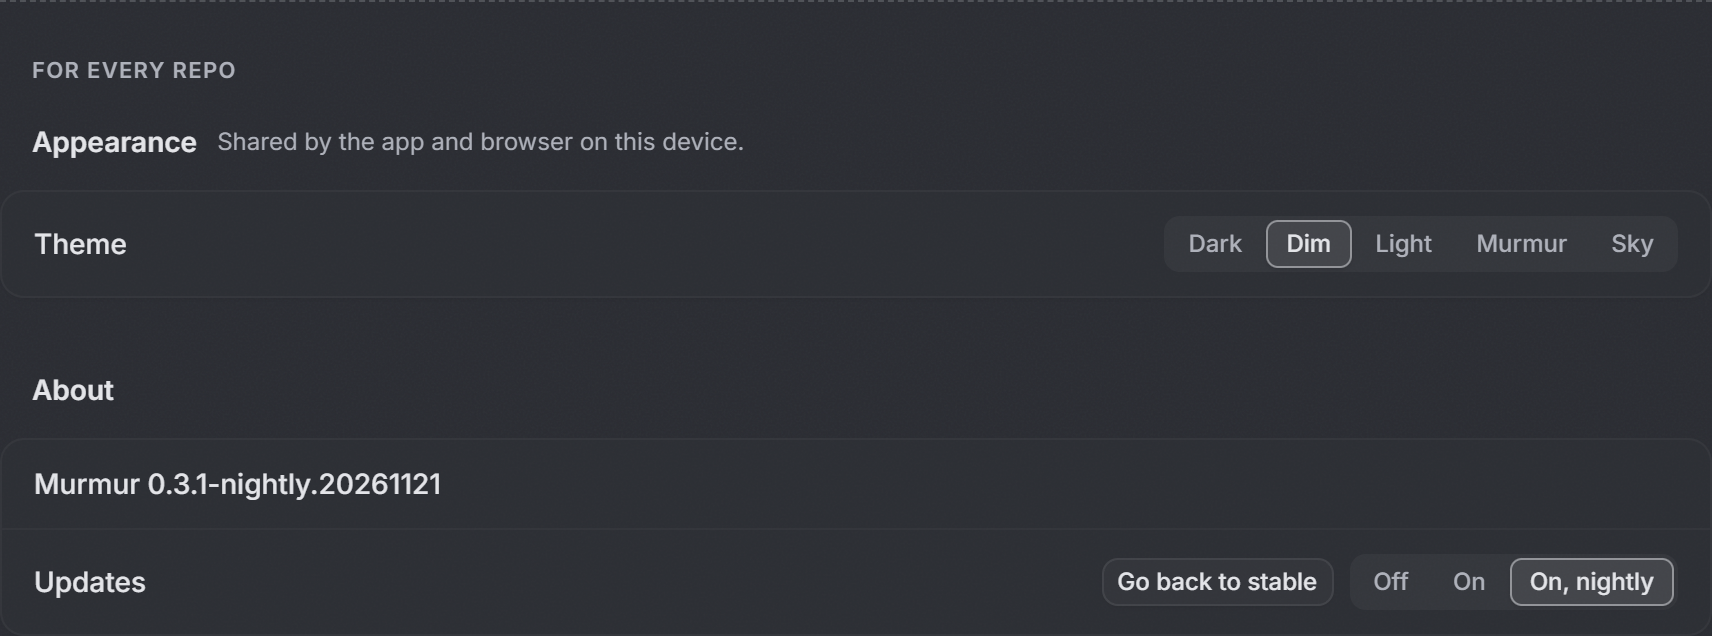 FOR EVERY REPO
Appearance Shared by the app and browser on this device.
Theme Dark Dim Light Murmur Sky
About
Murmur 0.3.1-nightly.20261121
Updates Go back to stable Off On On, nightly